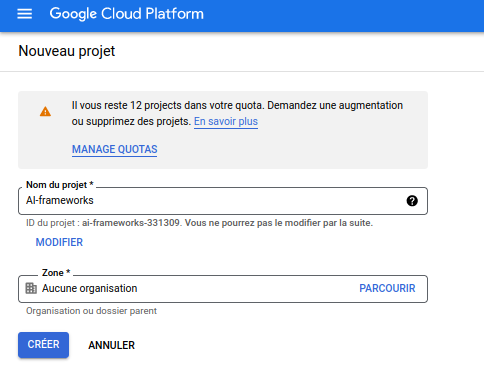 Google Cloud Platform
Nouveau projet
Il vous reste 12 projects dans votre quota. Demandez une augmentation
ou supprimez des projets. En savoir plus
MANAGE QUOTAS
Nom du projet *
AI-frameworks
ID du projet : ai-frameworks-331309. Vous ne pourrez pas le modifier par la suite.
MODIFIER
Zone *
Aucune organisation PARCOURIR
Organisation ou dossier parent
CRÉER ANNULER